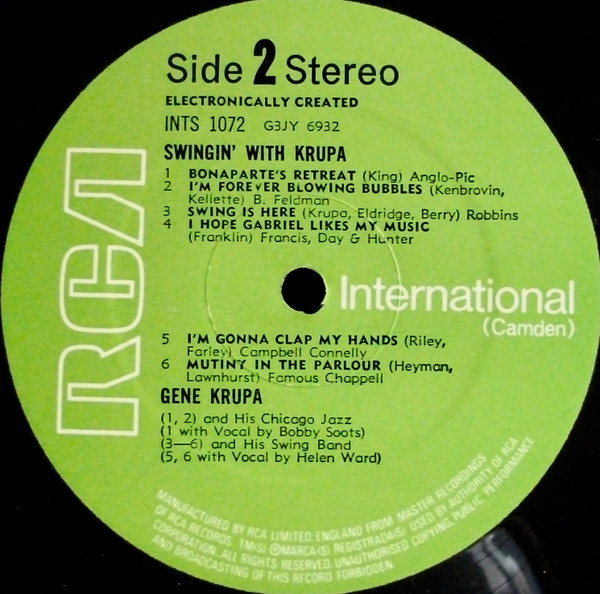 Side 2 Stereo
ELECTRONICALLY CREATED
INTS 1072 G3JY 6932
SWINGIN' WITH KRUPA
1 BONAPARTE'S RETREAT (King) Anglo-Pic
2 I'M FOREVER BLOWING BUBBLES (Kenbrovin,
Kellette) B. Feldman
3 SWING IS HERE (Krupa, Eldridge, Berry) Robbins
4 I HOPE GABRIEL LIKES MY MUSIC
(Franklin) Francis, Day & Hunter
RCA
International
(Camden)
5 I'M GONNA CLAP MY HANDS (Riley,
Farley) Campbell Connelly
6 MUTINY IN THE PARLOUR (Heyman,
Lawnhurst) Famous Chappell
GENE KRUPA
(1, 2) and His Chicago Jazz
(1 with Vocal by Bobby Soots)
(3—6) and His Swing Band
(5, 6 with Vocal by Helen Ward)
MANUFACTURED BY RCA LIMITED, ENGLAND FROM MASTER RECORDINGS
OF RCA RECORDS. TM(S) ® MARCA(S) REGISTRADA(S) USED BY AUTHORITY OF RCA
CORPORATION. ALL RIGHTS RESERVED. UNAUTHORISED COPYING, PUBLIC PERFORMANCE
AND BROADCASTING OF THIS RECORD FORBIDDEN